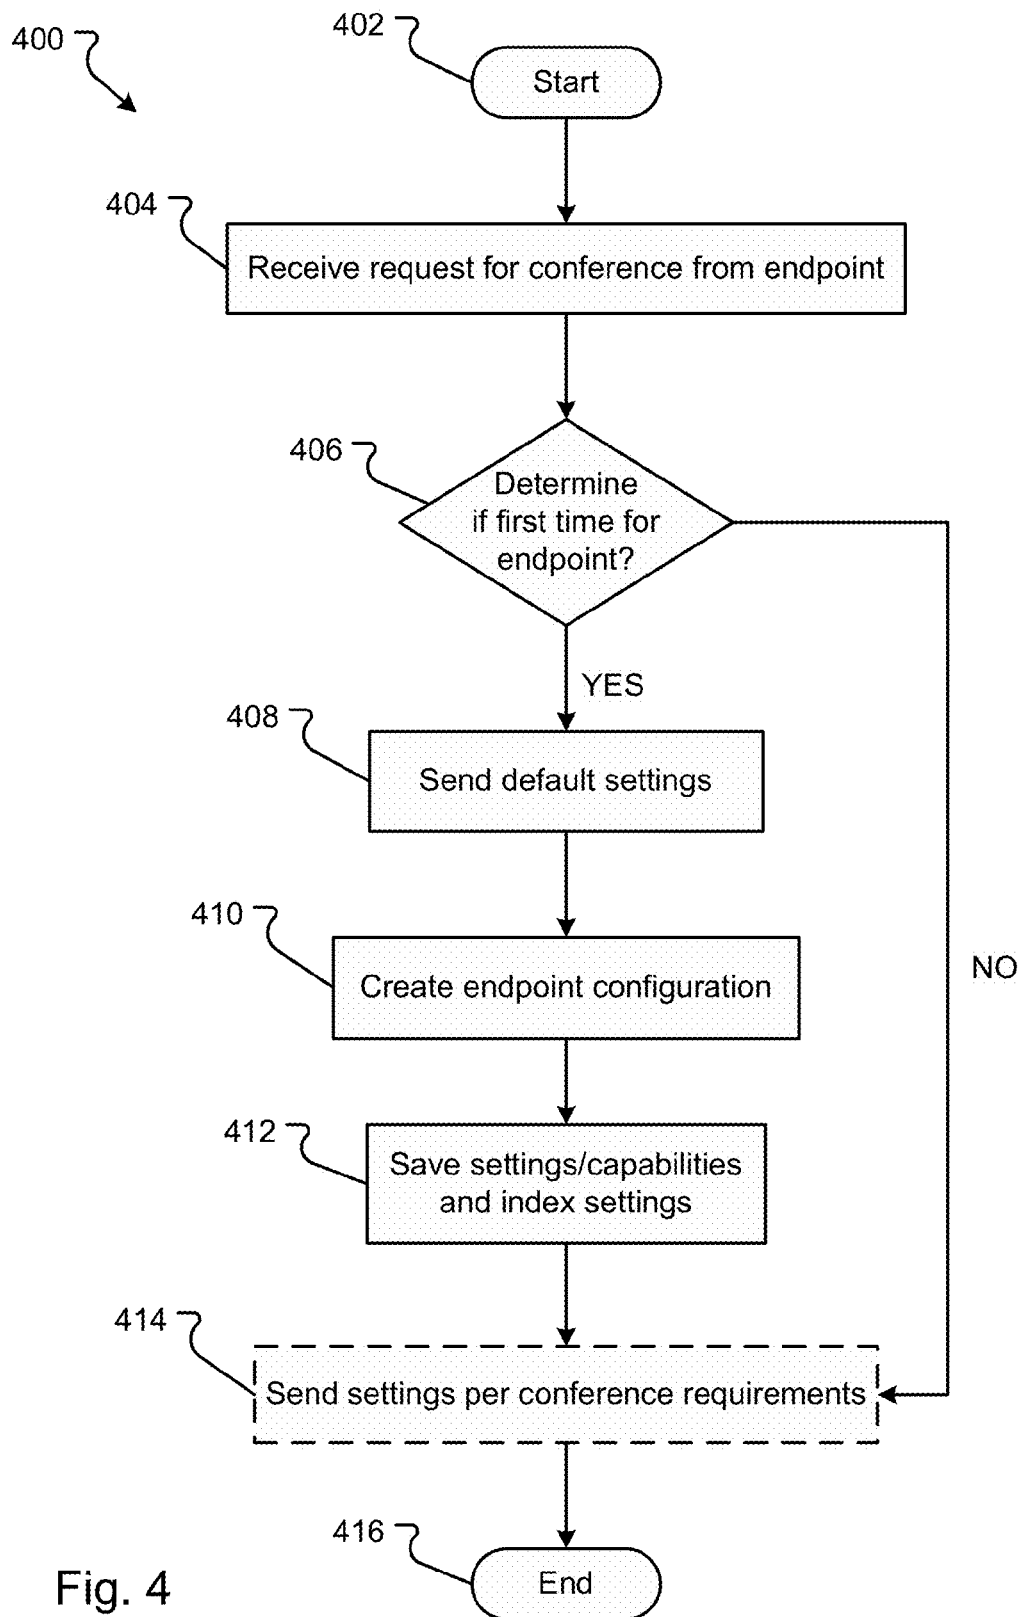 400
402
Start
404
Receive request for conference from endpoint
406
Determine
if first time for
endpoint?
YES
408
Send default settings
410
Create endpoint configuration
NO
412
Save settings/capabilities
and index settings
414
Send settings per conference requirements
416
End
Fig. 4